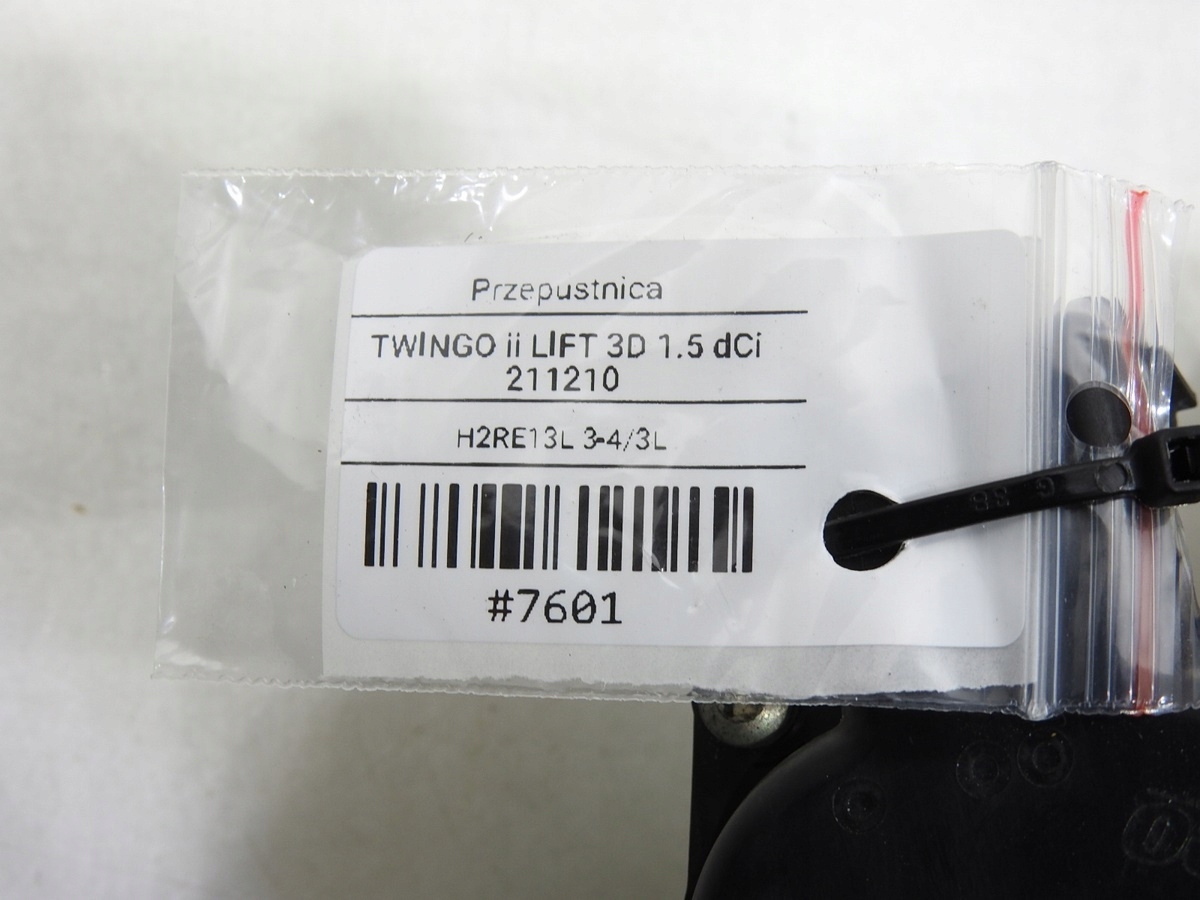 Przepustnica
TWINGO ii LIFT 3D 1.5 dCi
211210
H2RE13L 3-4/3L
#7601